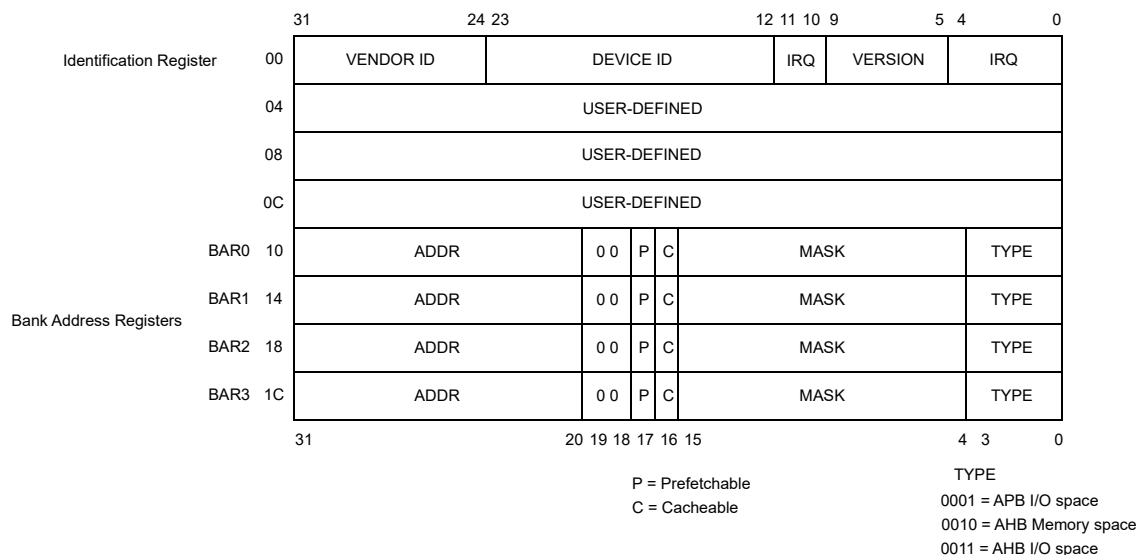 31 24 23 12 11 10 9 5 4 0
Identification Register 00 VENDOR ID DEVICE ID IRQ VERSION IRQ
04 USER-DEFINED
08 USER-DEFINED
0C USER-DEFINED
BAR0 10 ADDR 0 0 P C MASK TYPE
BAR1 14 ADDR 0 0 P C MASK TYPE
Bank Address Registers
BAR2 18 ADDR 0 0 P C MASK TYPE
BAR3 1C ADDR 0 0 P C MASK TYPE
31 20 19 18 17 16 15 4 3 0
P = Prefetchable
C = Cacheable
TYPE
0001 = APB I/O space
0010 = AHB Memory space
0011 = AHB I/O space